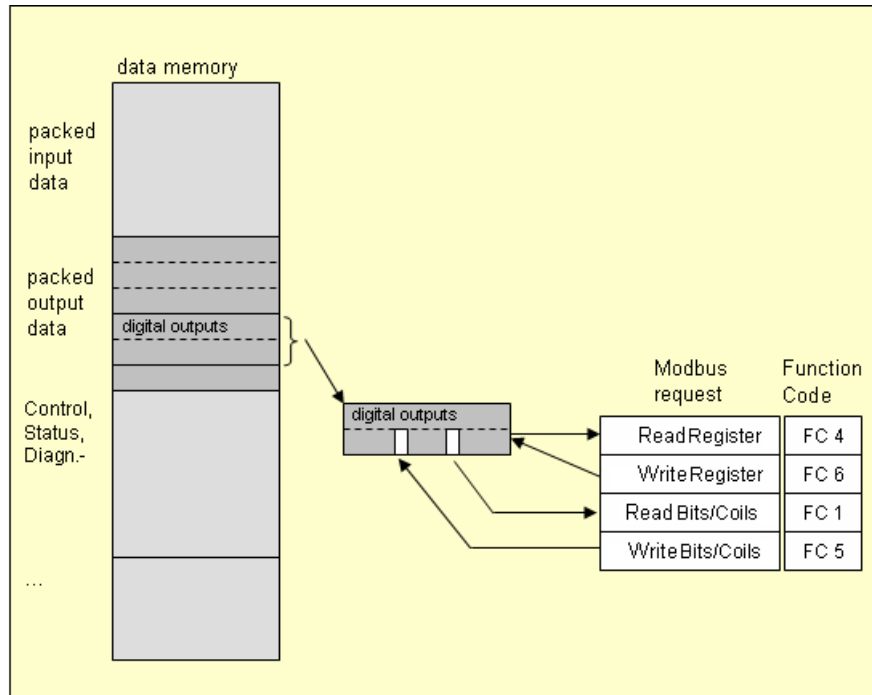 data memory
packed
input
data
packed
output
data
digital outputs
Control,
Status,
Diagn.-
...
digital outputs
Modbus
request
Function
Code
Read Register
FC 4
Write Register
FC 6
Read Bits/Coils
FC 1
Write Bits/Coils
FC 5